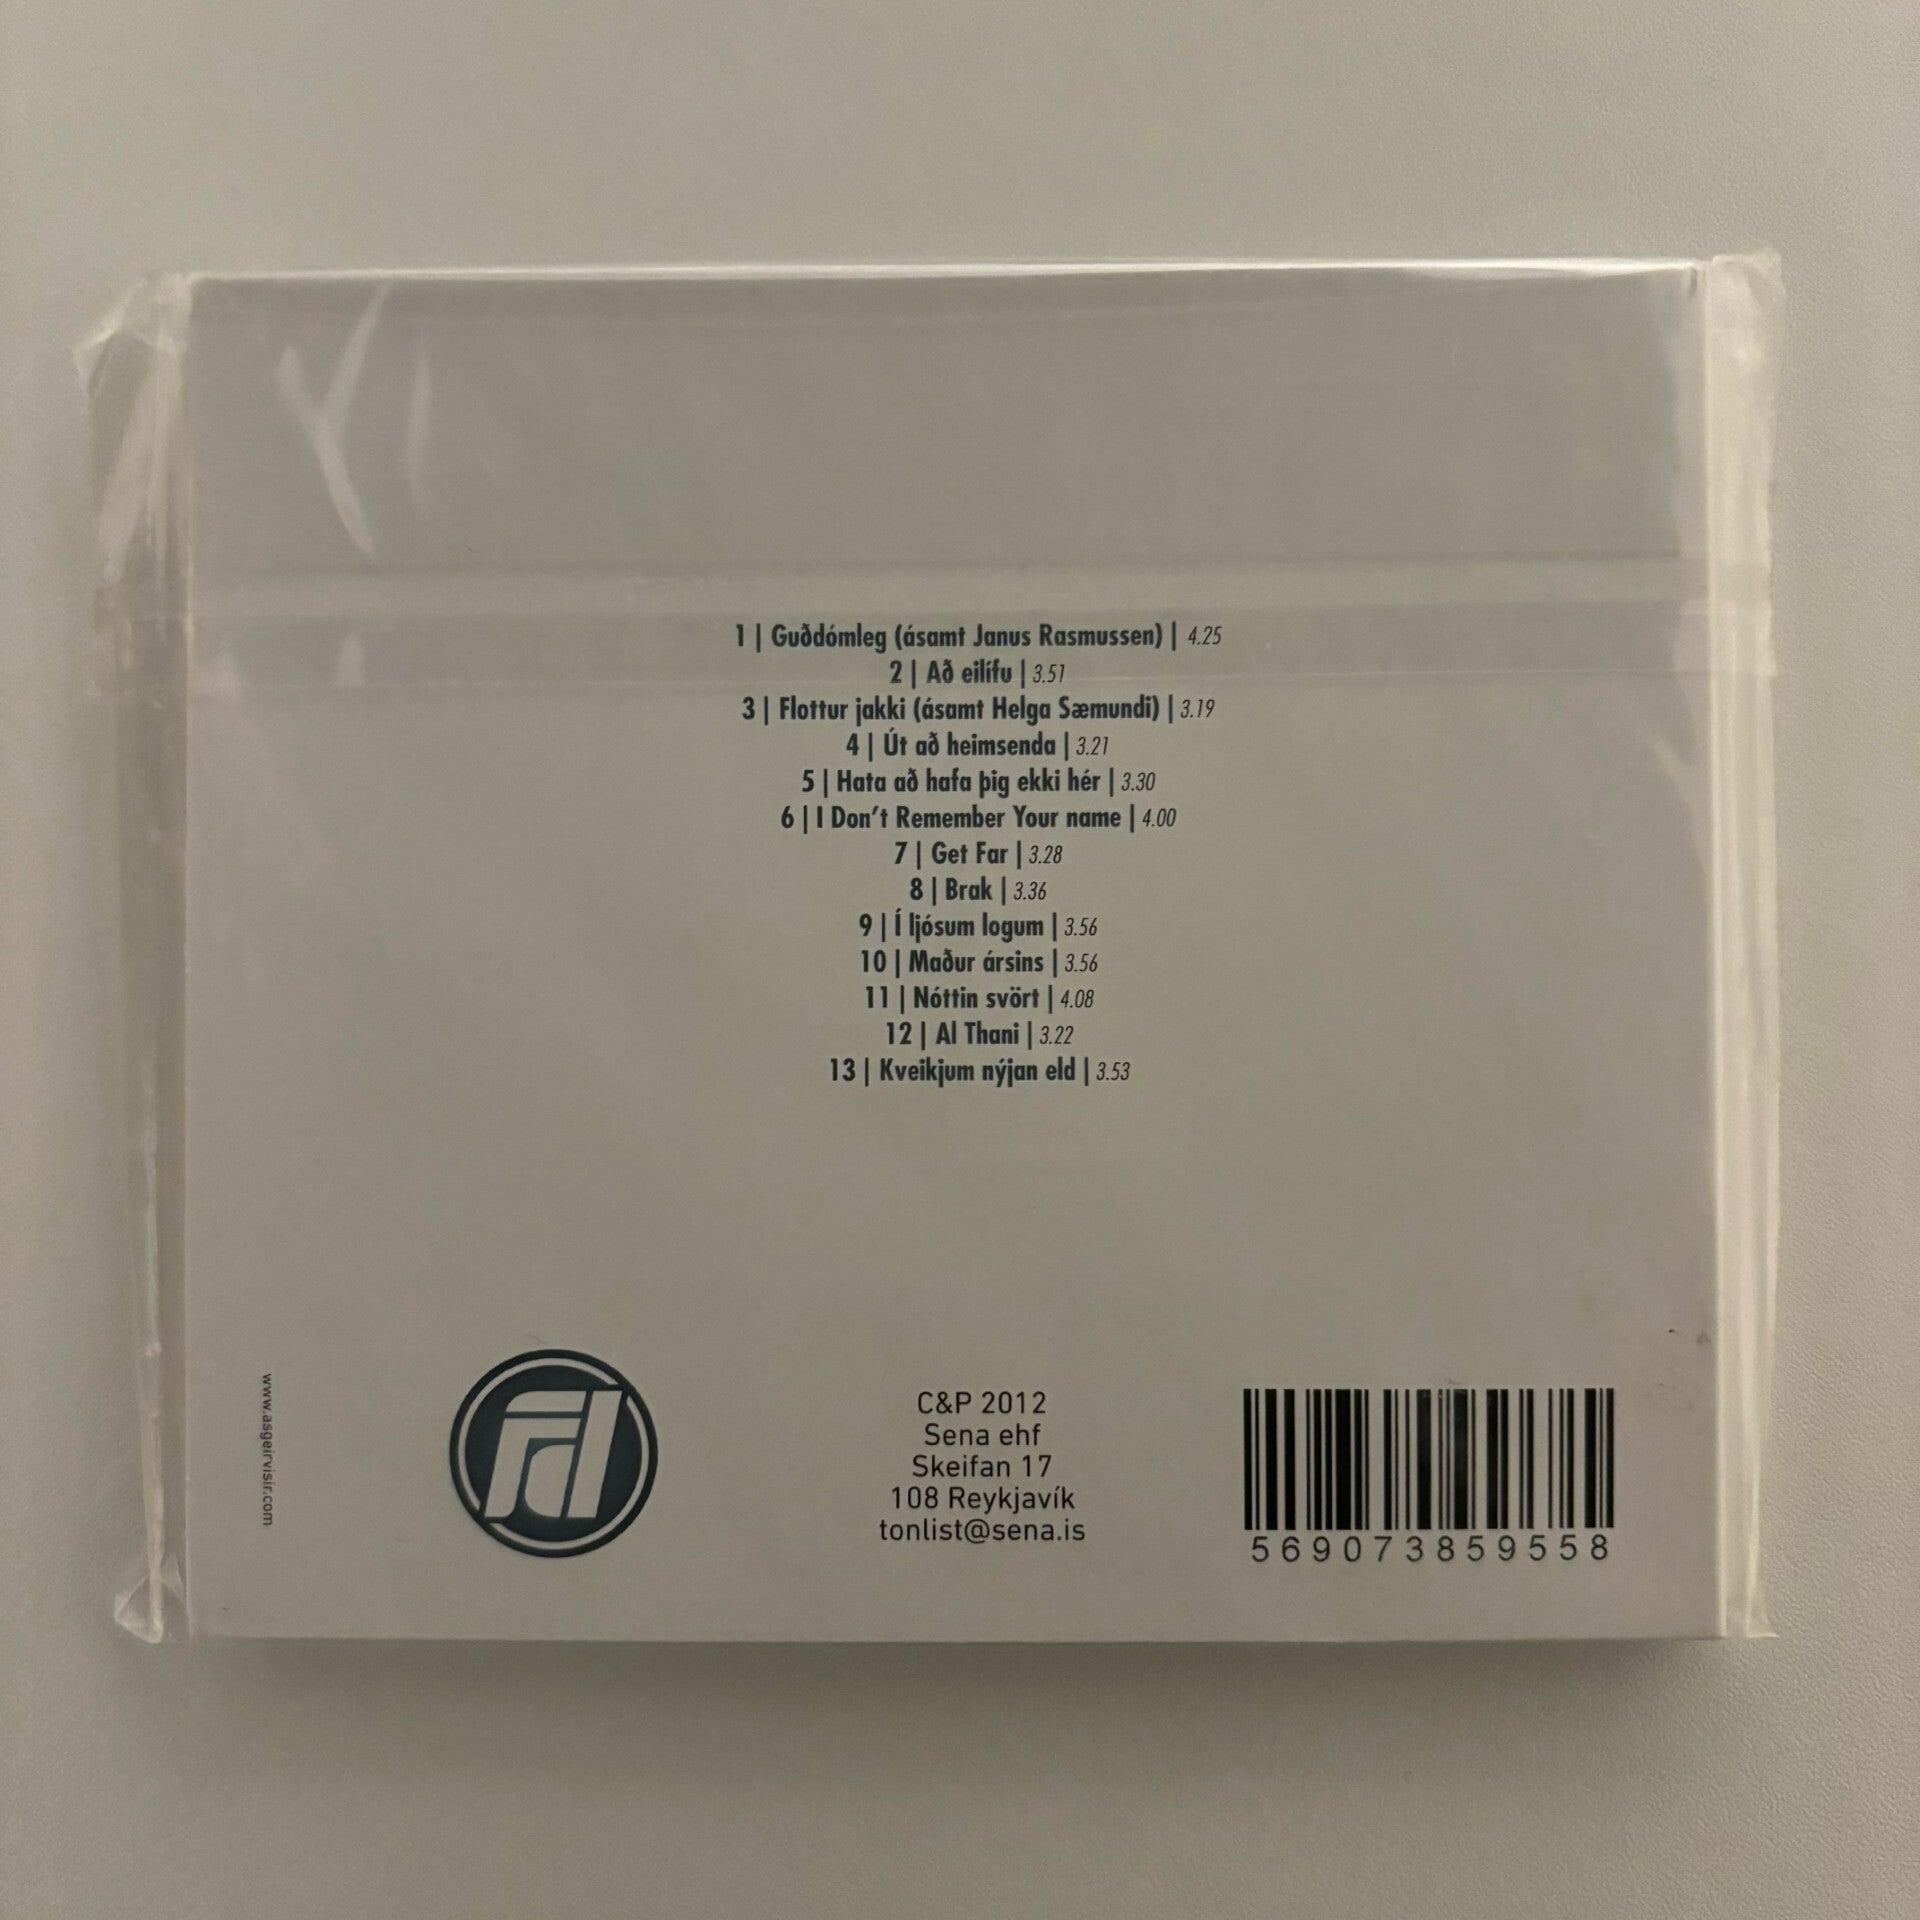 1 | Guðdómleg (ásamt Janus Rasmussen) | 4.25
2 | Að eilífu | 3.51
3 | Flottur jakki (ásamt Helga Sæmundi) | 3.19
4 | Út að heimsenda | 3.21
5 | Hata að hafa þig ekki hér | 3.30
6 | I Don't Remember Your name | 4.00
7 | Get Far | 3.28
8 | Brak | 3.36
9 | Í ljósum logum | 3.56
10 | Maður ársins | 3.56
11 | Nóttin svört | 4.08
12 | Al Thani | 3.22
13 | Kveikjum nýjan eld | 3.53
www.asgeirvisir.com
C&P 2012
Sena ehf
Skeifan 17
108 Reykjavík
tonlist@sena.is
569073859558